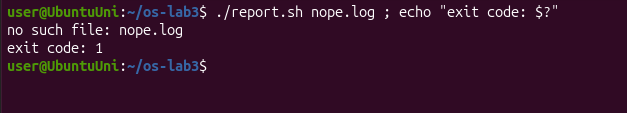 user@UbuntuUni:~/os-lab3$ ./report.sh nope.log ; echo "exit code: $?"
no such file: nope.log
exit code: 1
user@UbuntuUni:~/os-lab3$